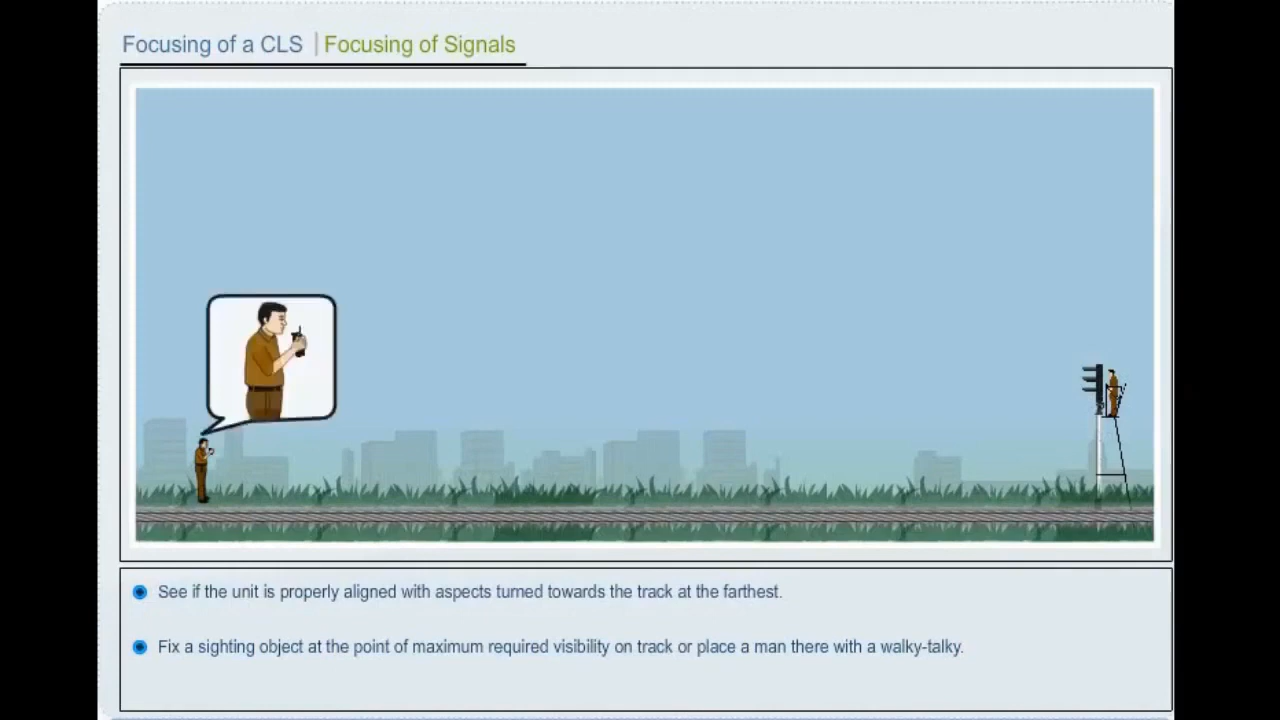 Focusing of a CLS | Focusing of Signals
See if the unit is properly aligned with aspects turned towards the track at the farthest.
Fix a sighting object at the point of maximum required visibility on track or place a man there with a walky-talky.